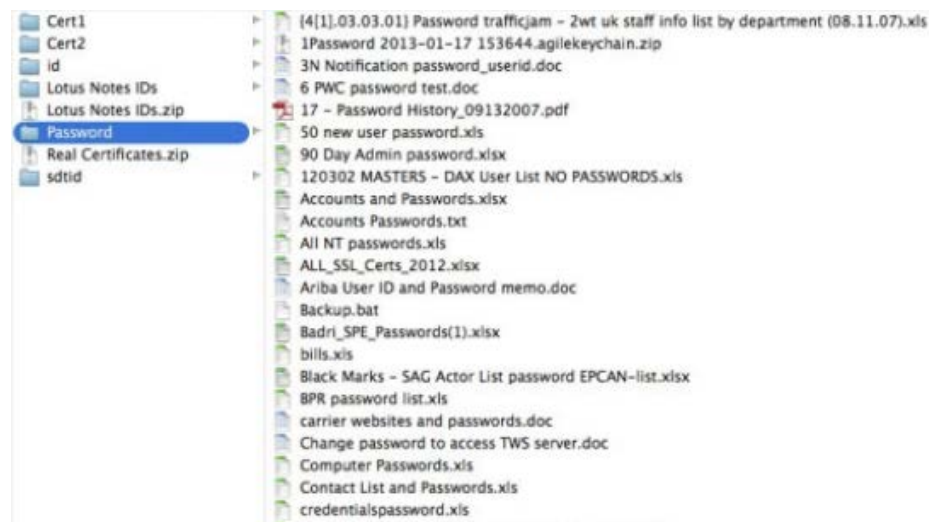 Cert1
Cert2
id
Lotus Notes IDs
Lotus Notes IDs.zip
Password
Real Certificates.zip
sdtid
{4[1].03.03.01} Password trafficjam - 2wt uk staff info list by department (08.11.07).xls
1Password 2013-01-17 153644.agilekeychain.zip
3N Notification password_userid.doc
6 PWC password test.doc
17 - Password History_09132007.pdf
50 new user password.xls
90 Day Admin password.xlsx
120302 MASTERS - DAX User List NO PASSWORDS.xls
Accounts and Passwords.xlsx
Accounts Passwords.txt
All NT passwords.xls
ALL_SSL_Certs_2012.xlsx
Ariba User ID and Password memo.doc
Backup.bat
Badri_SPE_Passwords(1).xlsx
bills.xls
Black Marks - SAG Actor List password EPCAN-list.xlsx
BPR password list.xls
carrier websites and passwords.doc
Change password to access TWS server.doc
Computer Passwords.xls
Contact List and Passwords.xls
credentialspassword.xls